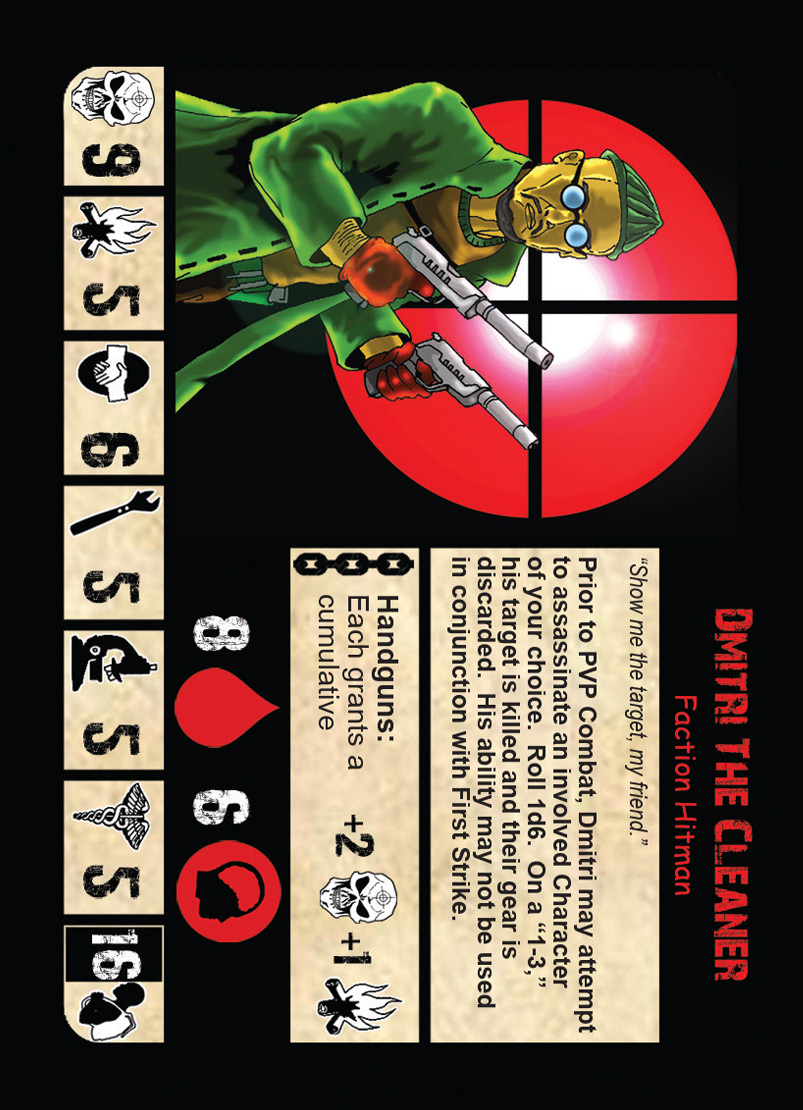 DMITRI THE CLEANER
Faction Hitman
“Show me the target, my friend.”
Prior to PVP Combat, Dmitri may attempt
to assassinate an involved Character
of your choice. Roll 1d6. On a “1-3,”
his target is killed and their gear is
discarded. His ability may not be used
in conjunction with First Strike.
Handguns:
Each grants a
cumulative
+2 +1
8 6
9 5 6 5 5 5 16